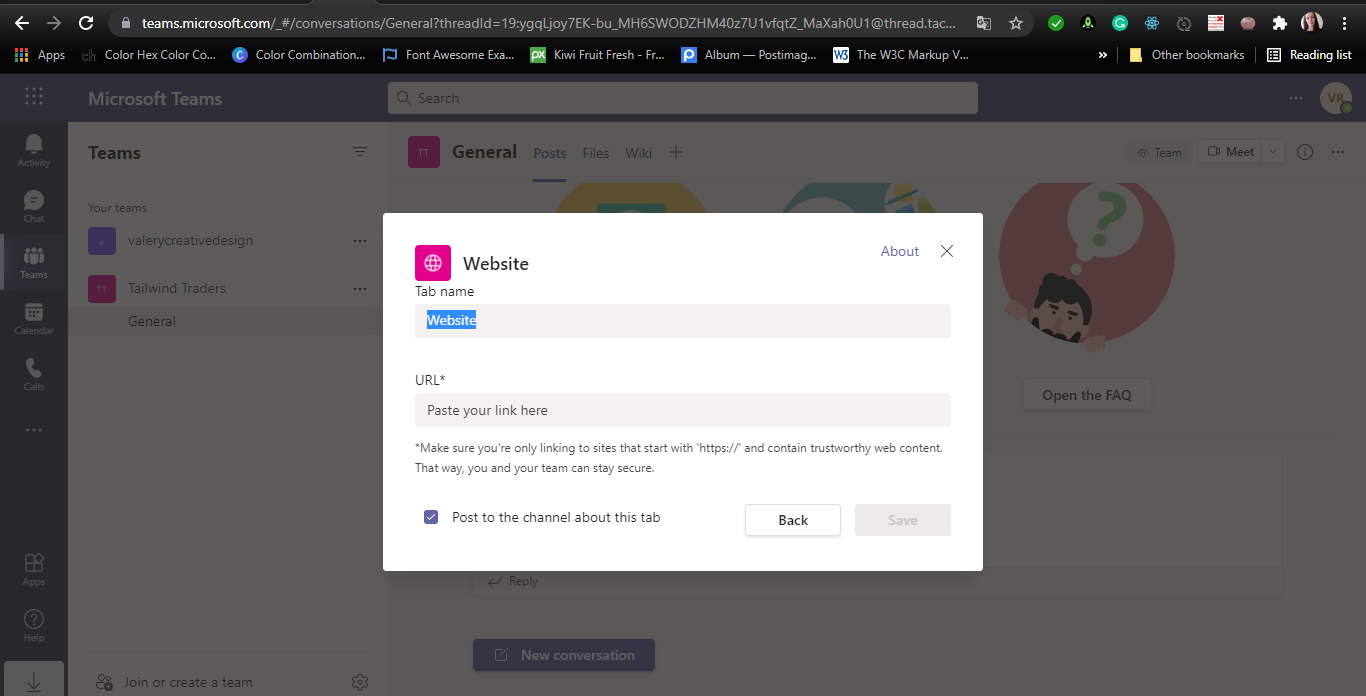 teams.microsoft.com/_#/conversations/General?threadId=19:ygqLjoy7EK-bu_MH6SWODZHM40z7U1vfqtZ_MaXah0U1@thread.tac...
Apps
Color Hex Color Co...
Color Combination...
Font Awesome Exa...
px
Kiwi Fruit Fresh - Fr...
Album — Postimag...
W3
The W3C Markup V...
»
Other bookmarks
Reading list
Microsoft Teams
Search
VR
Activity
Chat
Teams
Calendar
Calls
Apps
Help
Teams
Your teams
v
valerycreativedesign
TT
Tailwind Traders
General
Join or create a team
TT
General
Posts
Files
Wiki
Team
Meet
Open the FAQ
Website
About
Tab name
Website
URL*
Paste your link here
*Make sure you're only linking to sites that start with 'https://' and contain trustworthy web content.
That way, you and your team can stay secure.
Post to the channel about this tab
Back
Save
Reply
New conversation